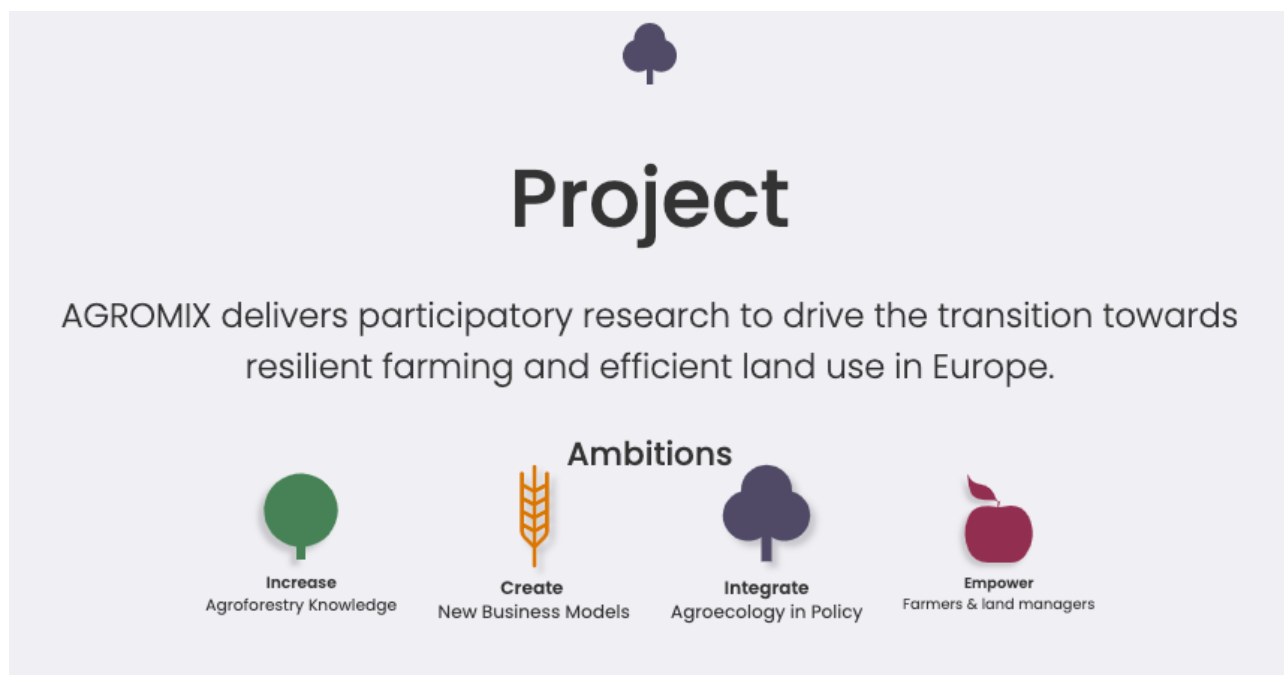 Project
AGROMIX delivers participatory research to drive the transition towards
resilient farming and efficient land use in Europe.
Ambitions
Increase
Agroforestry Knowledge
Create
New Business Models
Integrate
Agroecology in Policy
Empower
Farmers & land managers